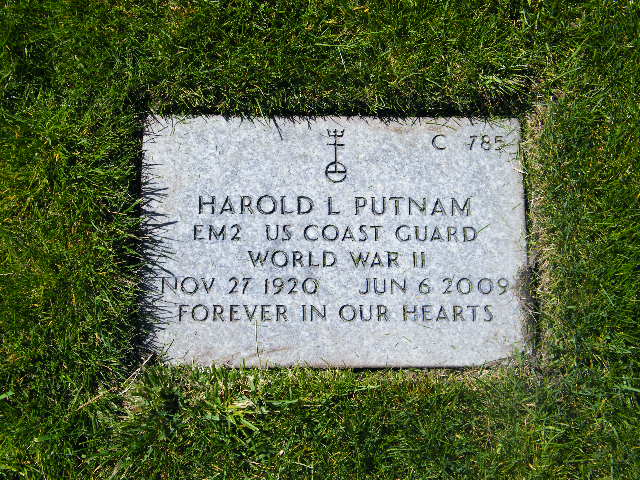 C 785
HAROLD L PUTNAM
EM2 US COAST GUARD
WORLD WAR II
NOV 27 1920 JUN 6 2009
FOREVER IN OUR HEARTS